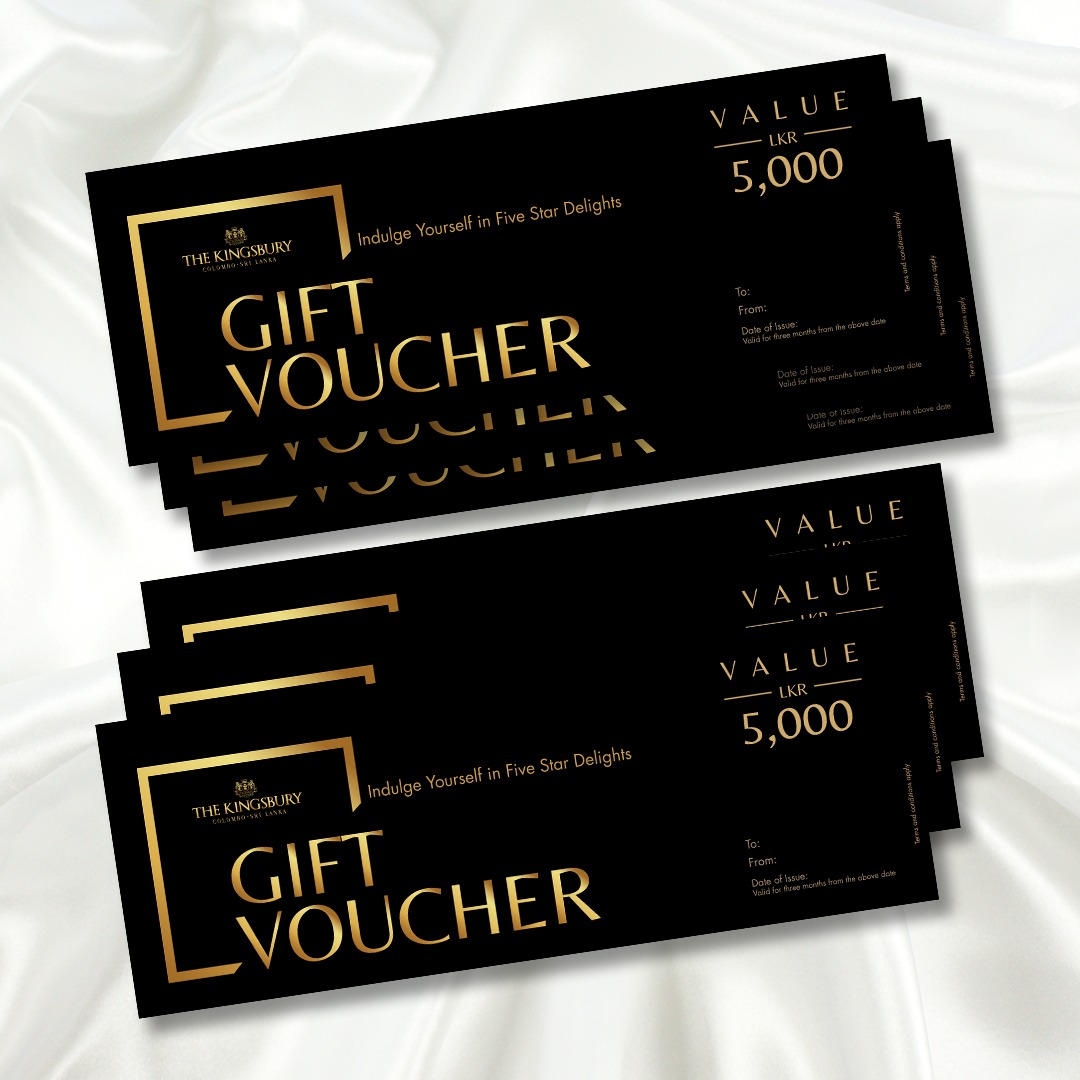 VALUE
LKR
5,000
Indulge Yourself in Five Star Delights
THE KINGSBURY
COLOMBO • SRI LANKA
GIFT
VOUCHER
To:
From:
Date of Issue:
Valid for three months from the above date
Terms and conditions apply
Terms and conditions apply
Terms and conditions apply
Date of Issue:
Valid for three months from the above date
Date of Issue:
Valid for three months from the above date
VOUCHER
VOUCHER
VALUE
LKR
VALUE
LKR
VALUE
LKR
5,000
Indulge Yourself in Five Star Delights
THE KINGSBURY
COLOMBO • SRI LANKA
GIFT
VOUCHER
To:
From:
Date of Issue:
Valid for three months from the above date
Terms and conditions apply
Terms and conditions apply
Terms and conditions apply